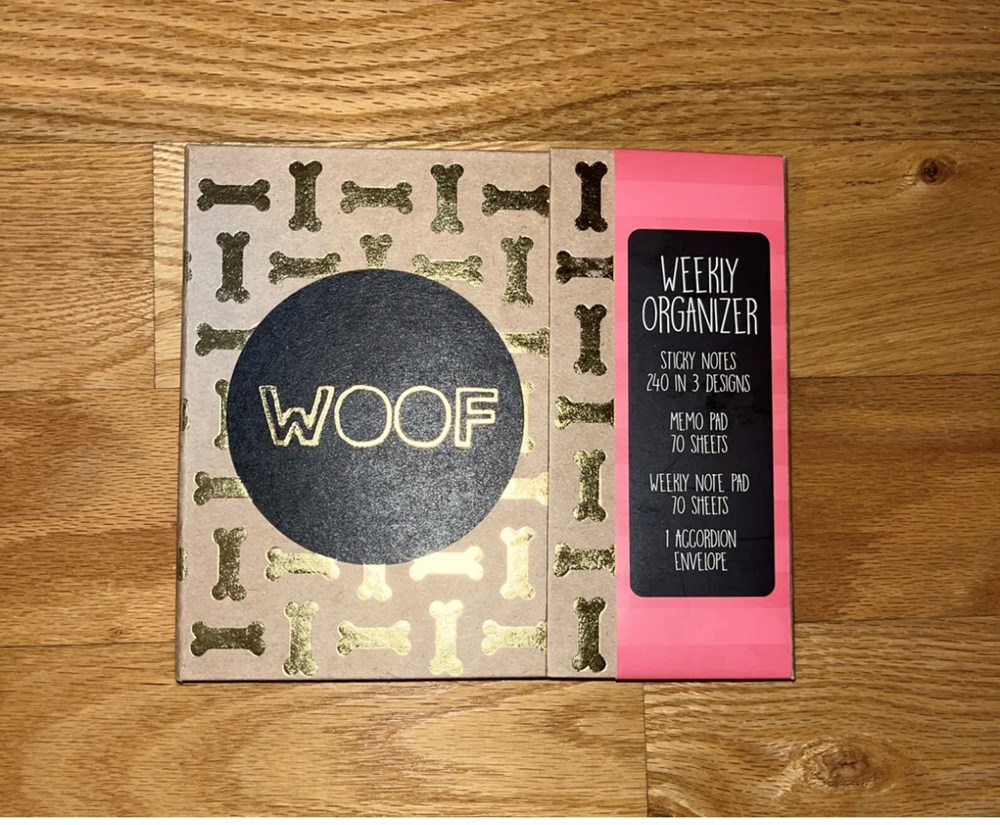 WOOF
WEEKLY
ORGANIZER
STICKY NOTES
240 IN 3 DESIGNS
MEMO PAD
70 SHEETS
WEEKLY NOTE PAD
70 SHEETS
1 ACCORDION
ENVELOPE